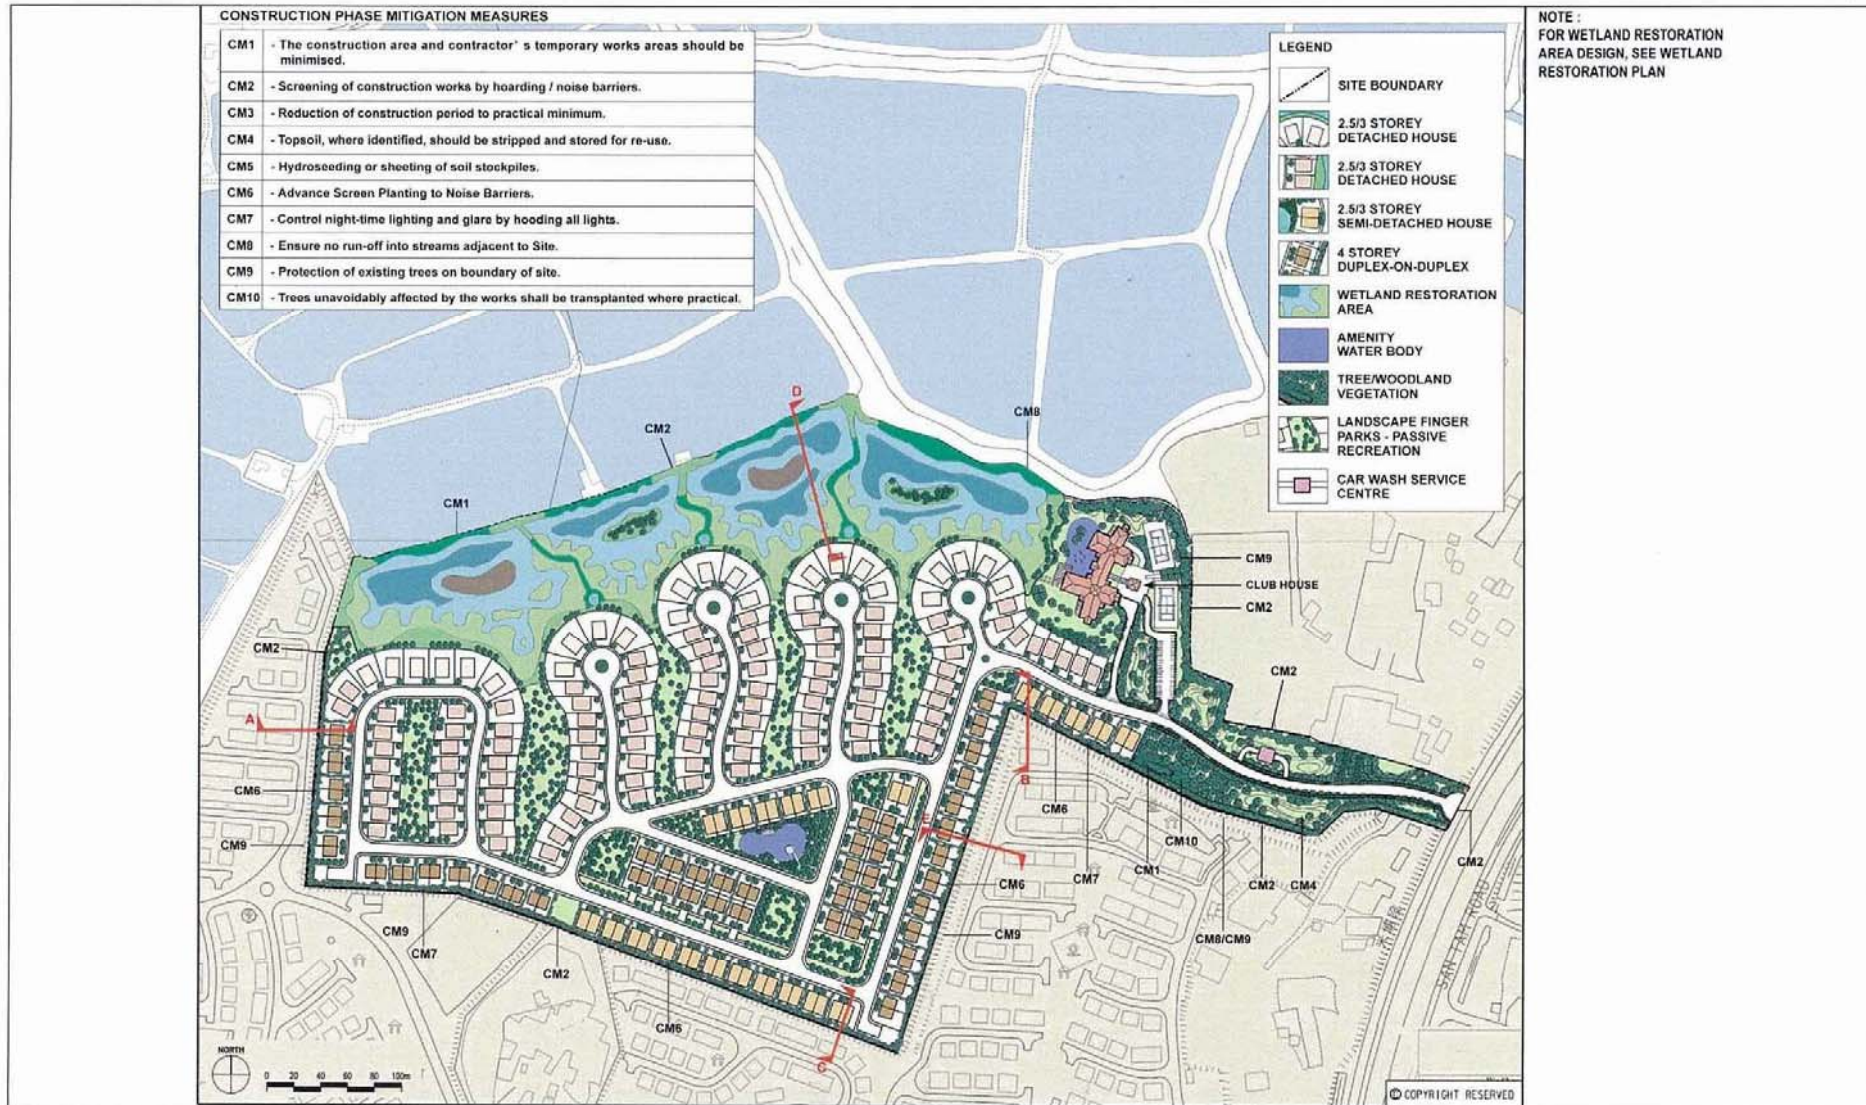 CONSTRUCTION PHASE MITIGATION MEASURES
CM1 - The construction area and contractor's temporary works areas should be
minimised.
CM2 - Screening of construction works by hoarding / noise barriers.
CM3 - Reduction of construction period to practical minimum.
CM4 - Topsoil, where identified, should be stripped and stored for re-use.
CM5 - Hydroseeding or sheeting of soil stockpiles.
CM6 - Advance Screen Planting to Noise Barriers.
CM7 - Control night-time lighting and glare by hooding all lights.
CM8 - Ensure no run-off into streams adjacent to Site.
CM9 - Protection of existing trees on boundary of site.
CM10 - Trees unavoidably affected by the works shall be transplanted where practical.
LEGEND
SITE BOUNDARY
2.5/3 STOREY
DETACHED HOUSE
2.5/3 STOREY
DETACHED HOUSE
2.5/3 STOREY
SEMI-DETACHED HOUSE
4 STOREY
DUPLEX-ON-DUPLEX
WETLAND RESTORATION
AREA
AMENITY
WATER BODY
TREE/WOODLAND
VEGETATION
LANDSCAPE FINGER
PARKS - PASSIVE
RECREATION
CAR WASH SERVICE
CENTRE
NOTE :
FOR WETLAND RESTORATION
AREA DESIGN, SEE WETLAND
RESTORATION PLAN
D
CM8
CM2
CM1
CM9
CLUB HOUSE
CM2
CM2
CM2
A
B
CM6
CM6
E
CM9
CM10
CM1
CM7
CM2
CM4
CM2
CM6
CM9
CM9
CM7
CM8/CM9
CM2
CM6
C
SAN TAM ROAD
NORTH
0 20 40 60 80 100m
© COPYRIGHT RESERVED